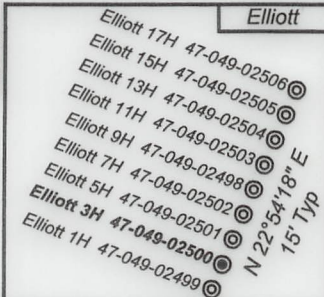 Elliott
Elliott 17H 47-049-02506
Elliott 15H 47-049-02505
Elliott 13H 47-049-02504
Elliott 11H 47-049-02503
Elliott 9H 47-049-02498
Elliott 7H 47-049-02502
Elliott 5H 47-049-02501
Elliott 3H 47-049-02500
Elliott 1H 47-049-02499
N 22°54'18" E
15' Typ